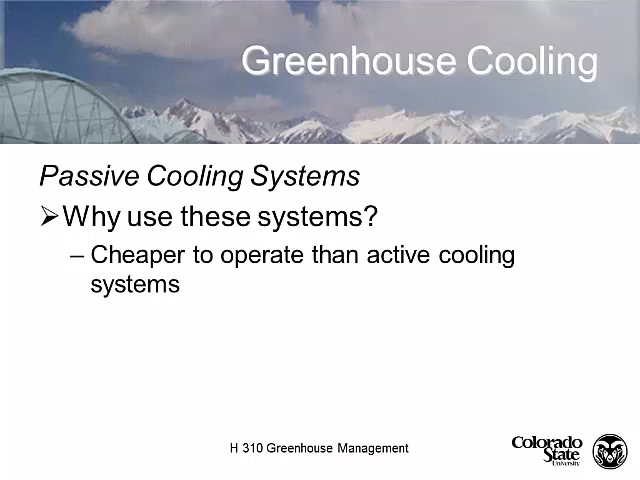 Greenhouse Cooling
Passive Cooling Systems
➢Why use these systems?
– Cheaper to operate than active cooling
systems
H 310 Greenhouse Management
Colorado
State
University